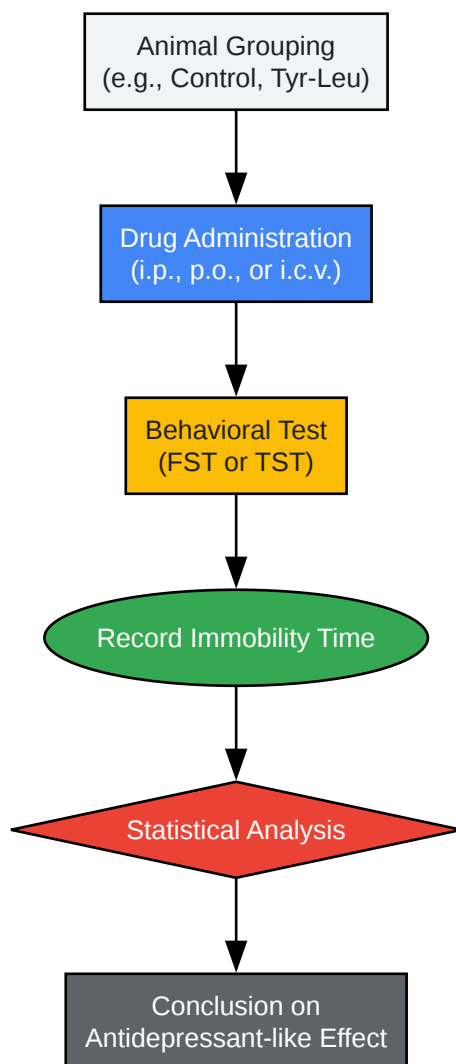 Animal Grouping
(e.g., Control, Tyr-Leu)
Drug Administration
(i.p., p.o., or i.c.v.)
Behavioral Test
(FST or TST)
Record Immobility Time
Statistical Analysis
Conclusion on
Antidepressant-like Effect